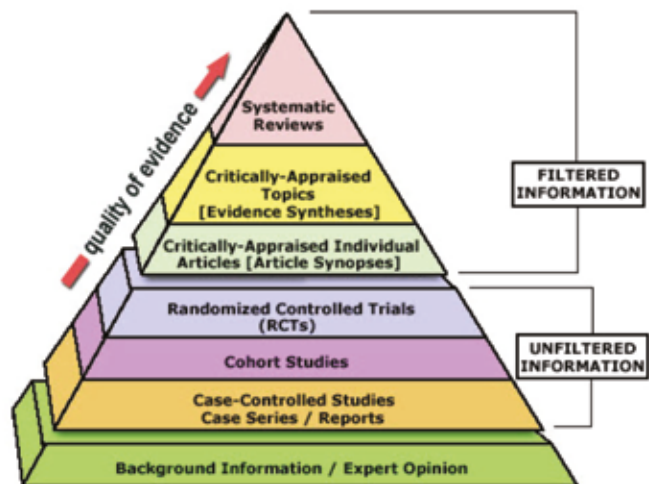 quality of evidence
Systematic
Reviews
Critically-Appraised
Topics
[Evidence Syntheses]
Critically-Appraised Individual
Articles [Article Synopses]
FILTERED
INFORMATION
Randomized Controlled Trials
(RCTs)
Cohort Studies
Case-Controlled Studies
Case Series / Reports
UNFILTERED
INFORMATION
Background Information / Expert Opinion